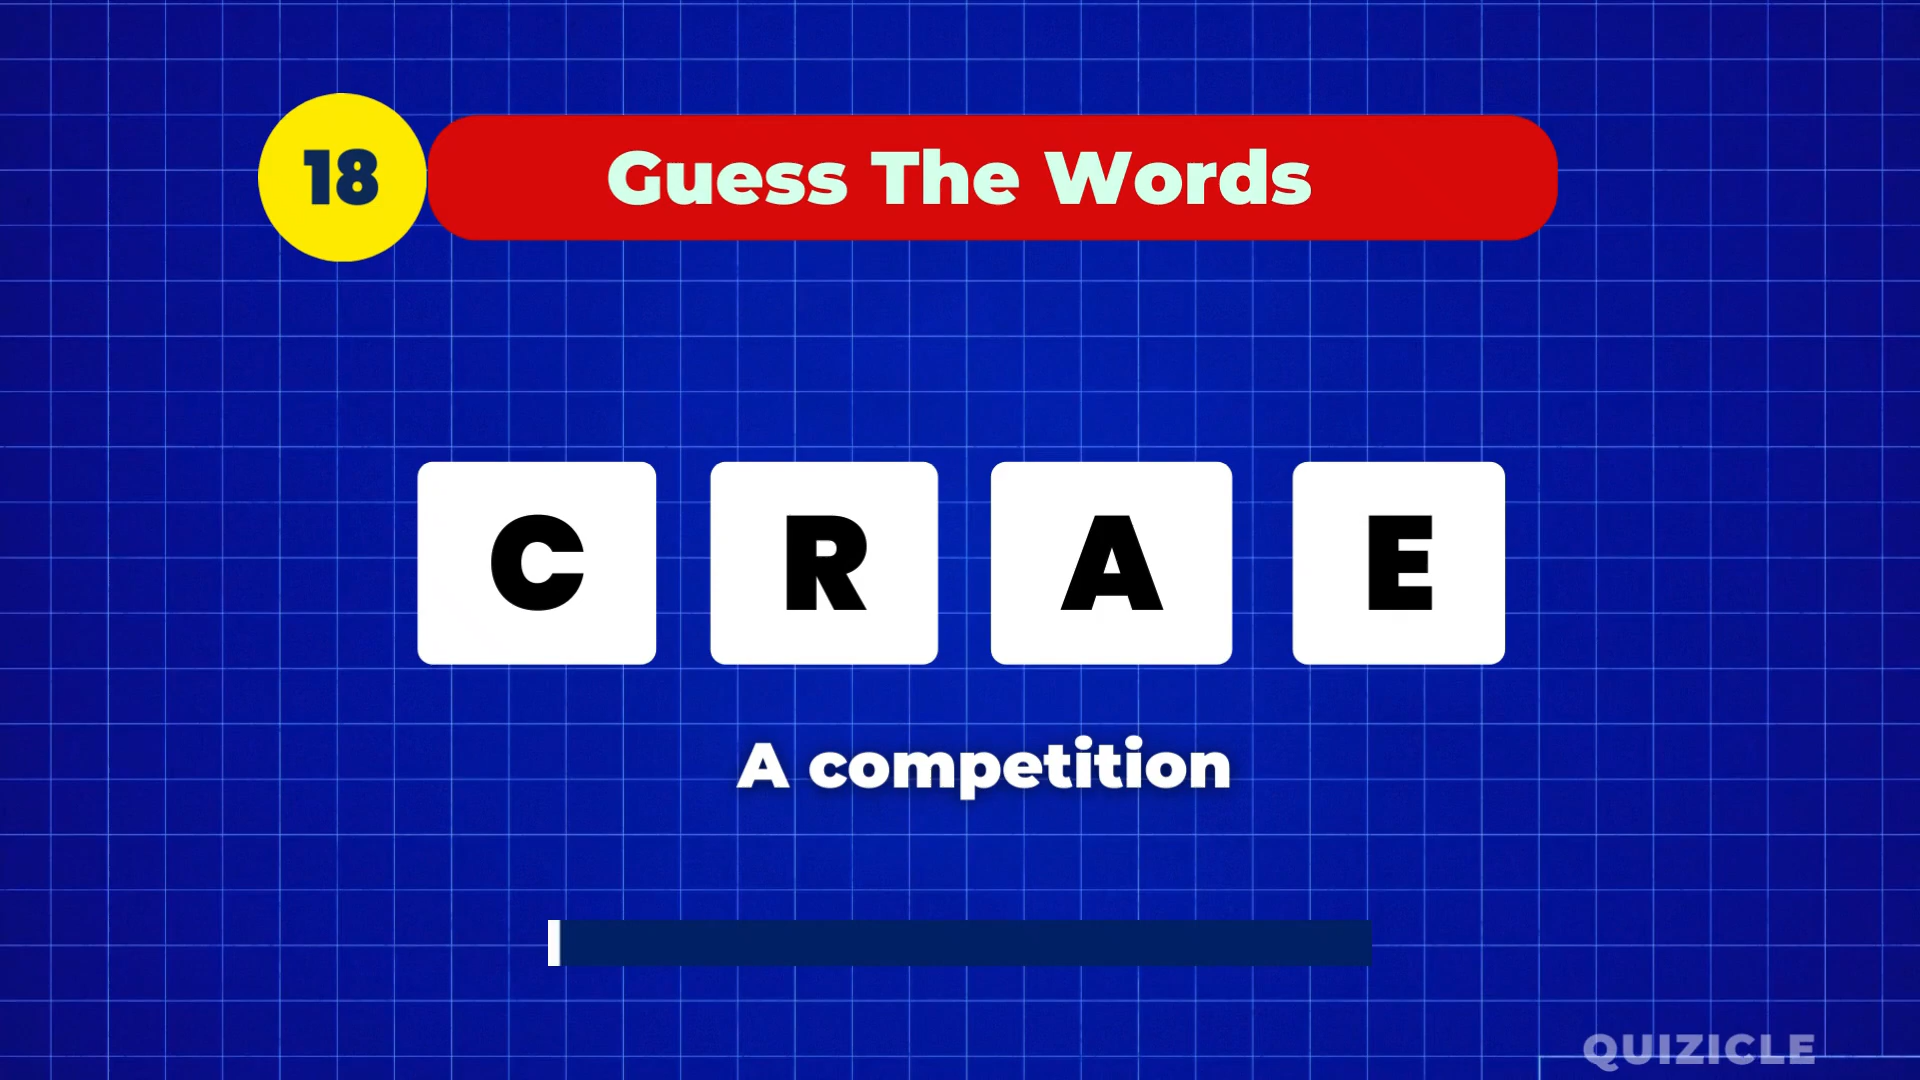 18
Guess The Words
C R A E
A competition
QUIZICLE